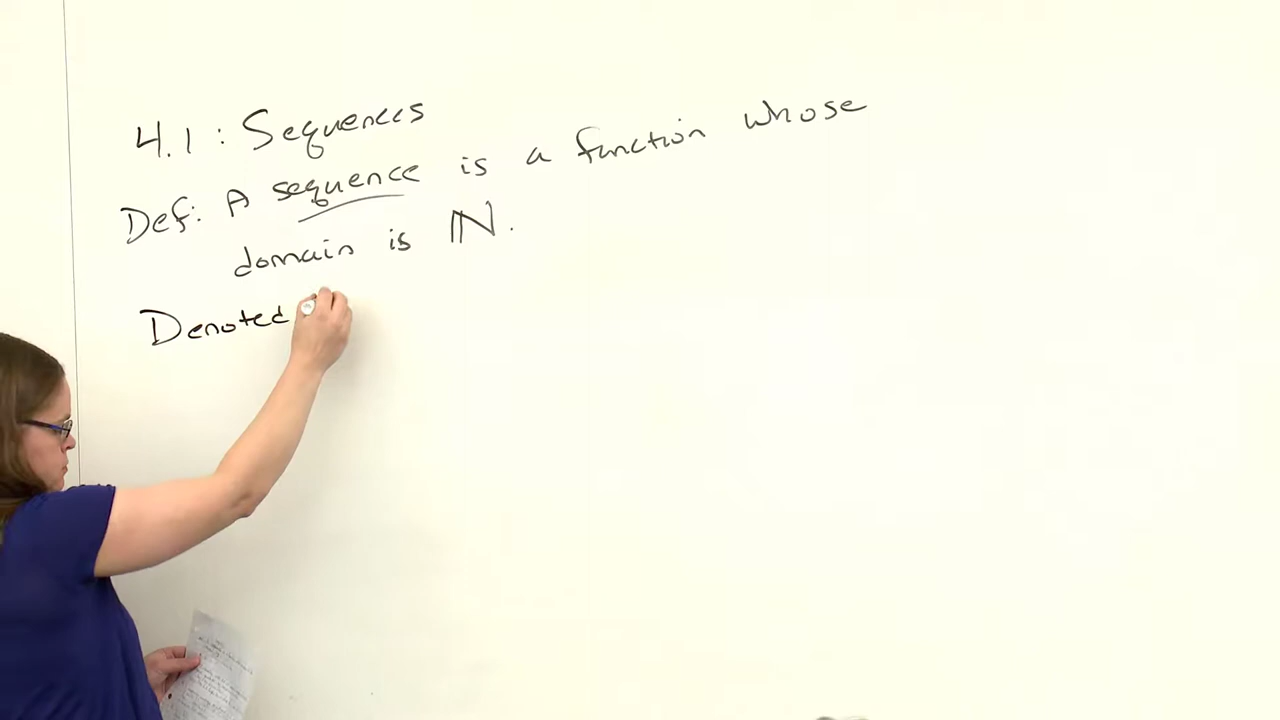 4.1: Sequences
Def: A sequence is a function whose
domain is ℕ.
Denoted